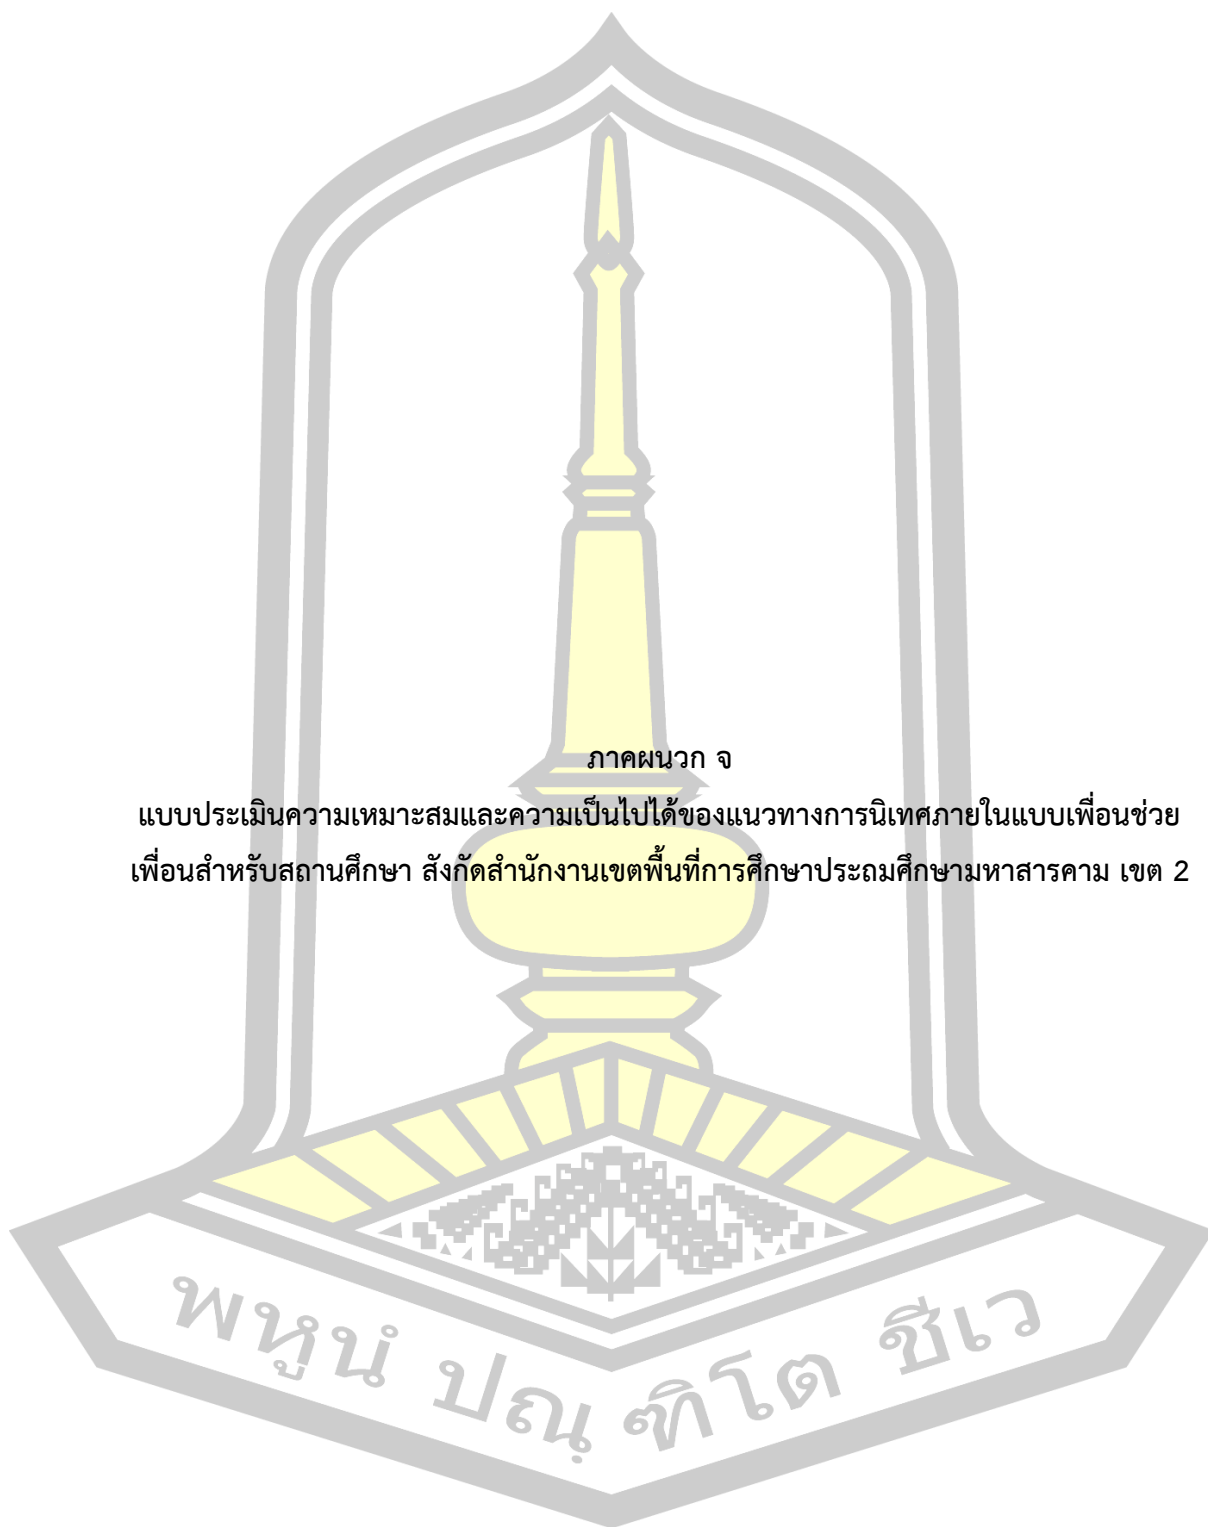 ภาคผนวก จ
แบบประเมินความเหมาะสมและความเป็นไปได้ของแนวทางการนิเทศภายในแบบเพื่อนช่วย
เพื่อนสำหรับสถานศึกษา สังกัดสำนักงานเขตพื้นที่การศึกษาประถมศึกษามหาสารคาม เขต 2
พหูนํ ปณฺ ฑิโต ชีเว